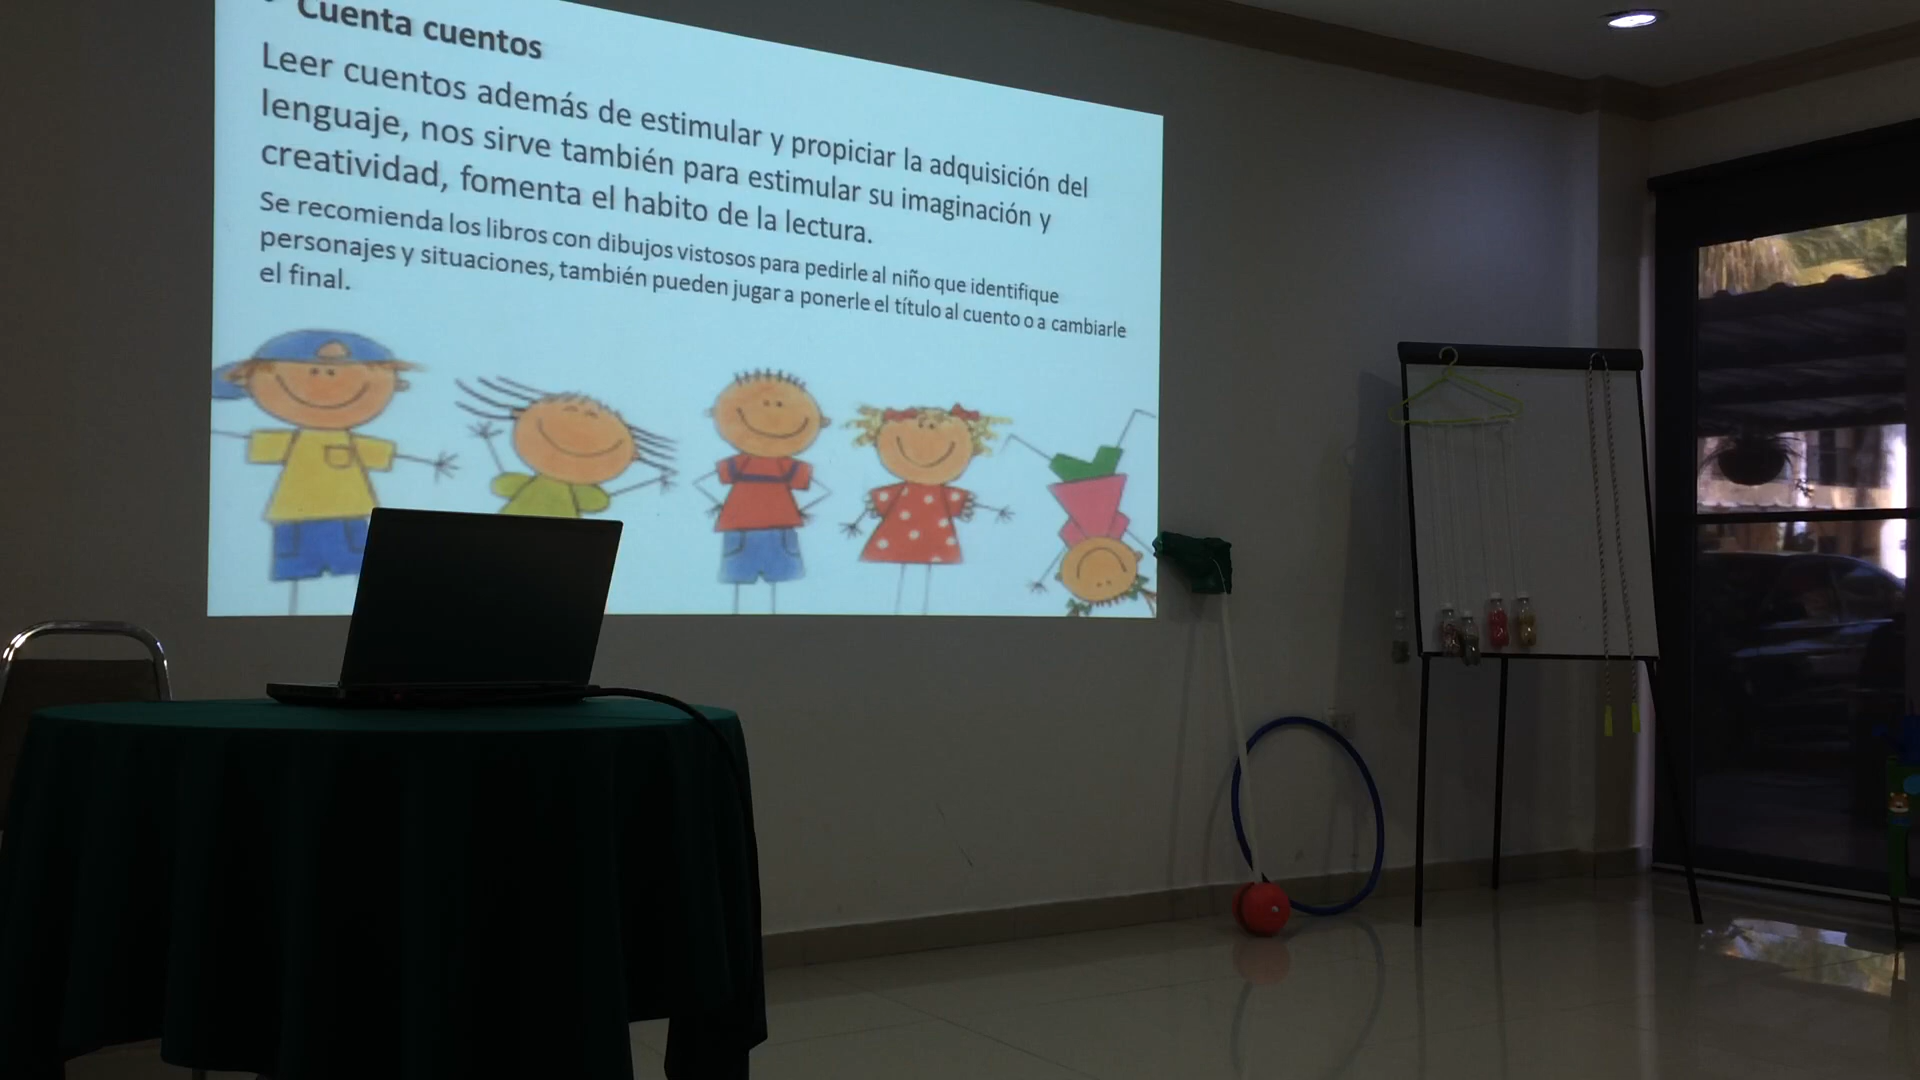 Cuenta cuentos
Leer cuentos además de estimular y propiciar la adquisición del
lenguaje, nos sirve también para estimular su imaginación y
creatividad, fomenta el habito de la lectura.
Se recomienda los libros con dibujos vistosos para pedirle al niño que identifique
personajes y situaciones, también pueden jugar a ponerle el título al cuento o a cambiarle
el final.